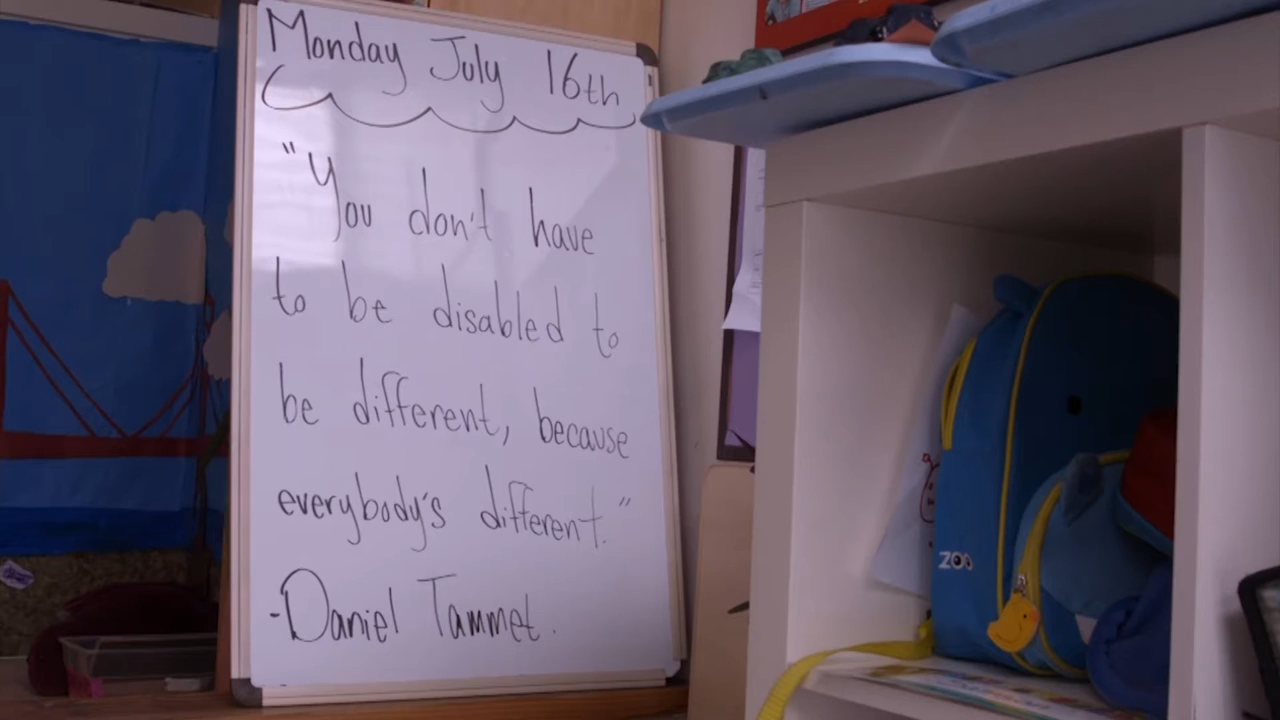 Monday July 16th
"You don't have
to be disabled to
be different, because
everybody's different."
-Daniel Tammet.
ZOO